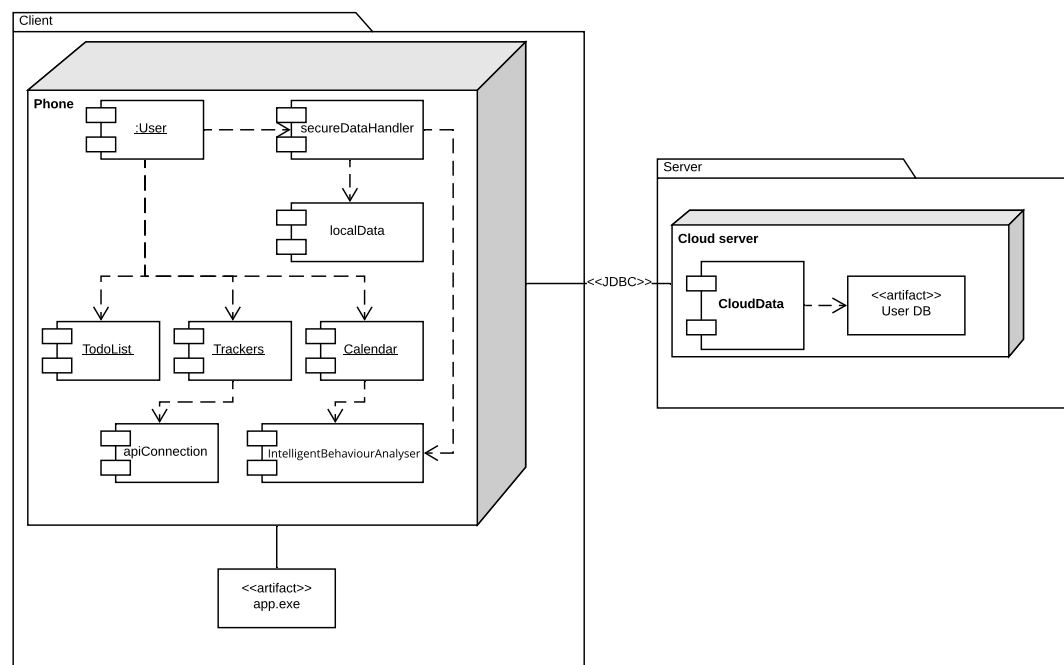 Client
Phone
:User
secureDataHandler
localData
TodoList
Trackers
Calendar
apiConnection
IntelligentBehaviourAnalyser
<<artifact>>
app.exe
<<JDBC>>
Server
Cloud server
CloudData
<<artifact>>
User DB